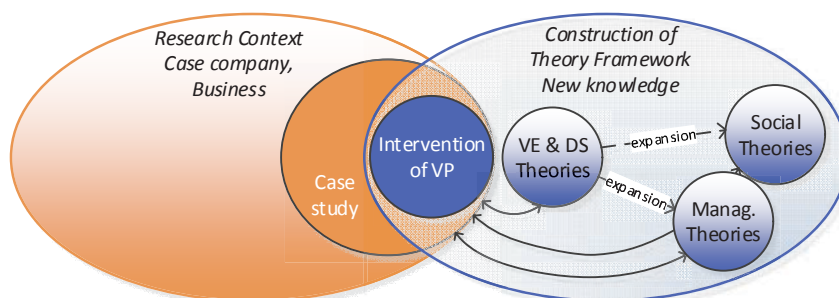 Research Context
Case company,
Business
Construction of
Theory Framework
New knowledge
Case
study
Intervention
of VP
VE & DS
Theories
expansion
expansion
Social
Theories
Manag.
Theories